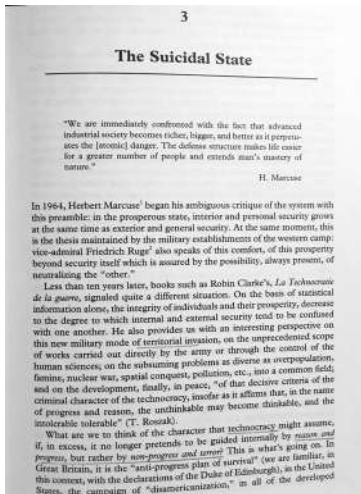 3
The Suicidal State
"We are immediately confronted with the fact that advanced
industrial society becomes richer, bigger, and better as it perpetu-
ates the [atomic] danger. The defense structure makes life easier
for a greater number of people and extends man's mastery of
nature."
H. Marcuse
In 1964, Herbert Marcuse¹ began his ambiguous critique of the system with
this preamble: in the prosperous state, interior and personal security grows
at the same time as exterior and general security. At the same moment, this
is the thesis maintained by the military establishments of the western camp:
vice-admiral Friedrich Ruge² also speaks of this comfort, of this prosperity
beyond security itself which is assured by the possibility, always present, of
neutralizing the "other."
Less than ten years later, books such as Robin Clarke's, La Technocratie
de la guerre, signaled quite a different situation. On the basis of statistical
information alone, the integrity of individuals and their prosperity, decrease
to the degree to which internal and external security tend to be confused
with one another. He also provides us with an interesting perspective on
this new military mode of territorial invasion, on the unprecedented scope
of works carried out directly by the army or through the control of the
human sciences; on the subsuming problems as diverse as overpopulation,
famine, nuclear war, spatial conquest, pollution, etc., into a common field;
and on the development, finally, in peace, "of that decisive criteria of the
criminal character of the technocracy, insofar as it affirms that, in the name
of progress and reason, the unthinkable may become thinkable, and the
intolerable tolerable" (T. Roszak).
What are we to think of the character that technocracy might assume,
if, in excess, it no longer pretends to be guided internally by reason and
progress, but rather by non-progress and terror? This is what's going on. In
Great Britain, it is the "anti-progress plan of survival" (we are familiar, in
this context, with the declarations of the Duke of Edinburgh), in the United
States, the campaign of "disamericanization," in all of the developed